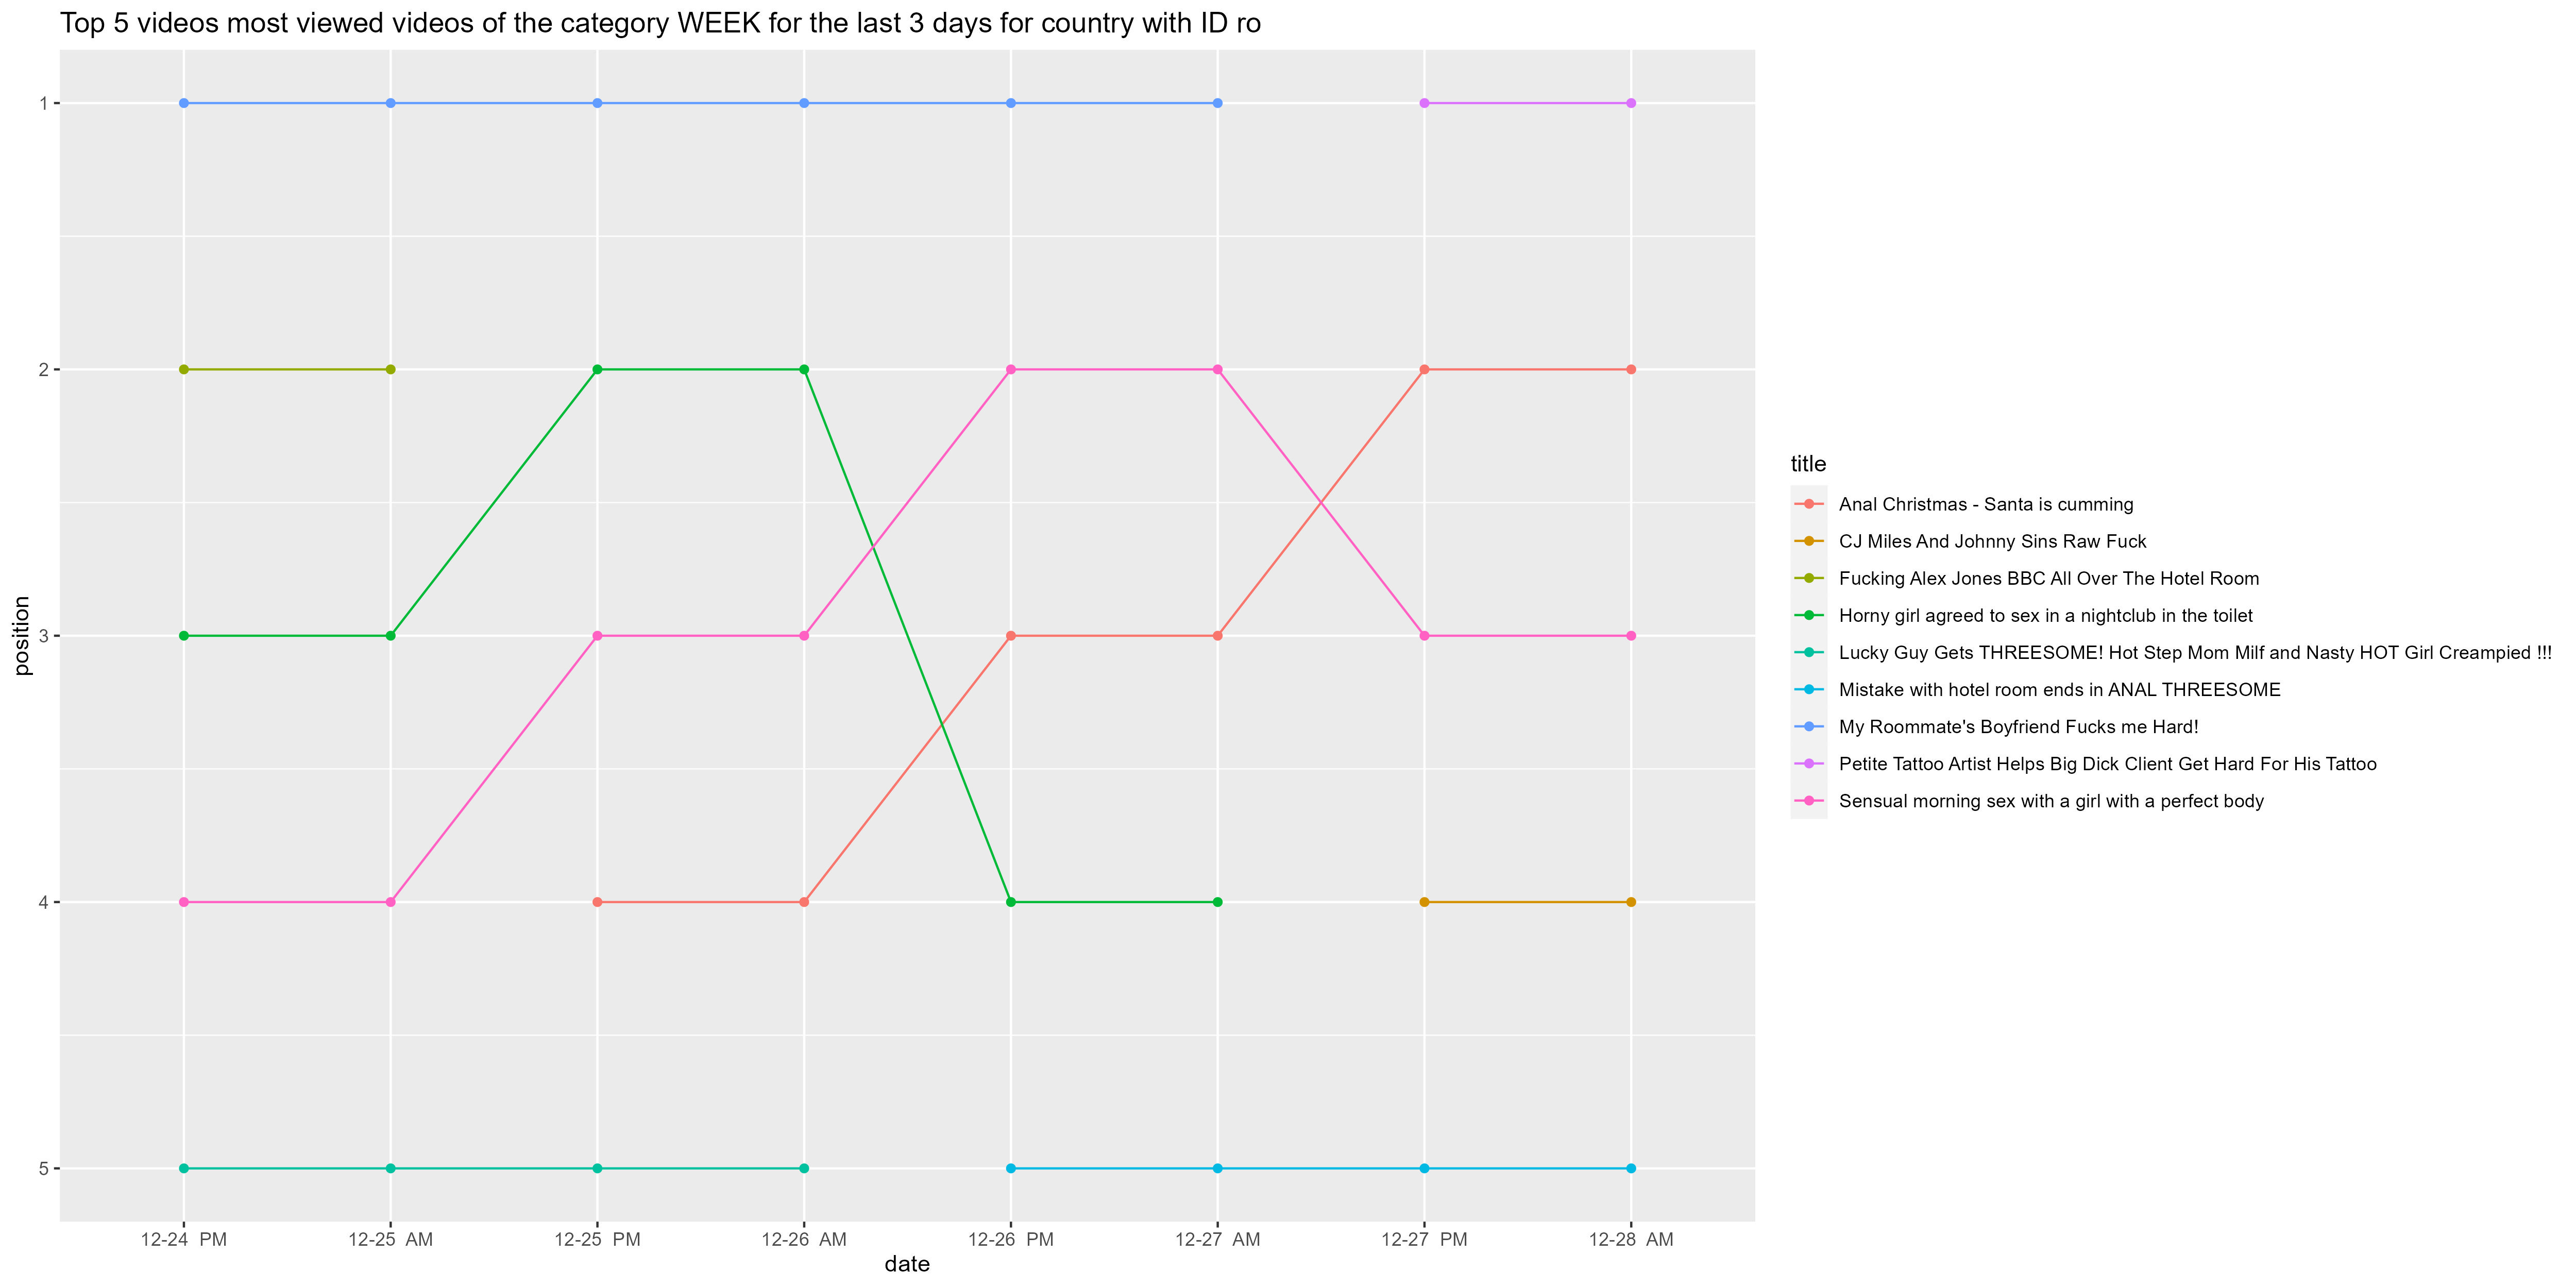 Top 5 videos most viewed videos of the category WEEK for the last 3 days for country with ID ro
position
1
2
3
4
5
12-24 PM
12-25 AM
12-25 PM
12-26 AM
12-26 PM
12-27 AM
12-27 PM
12-28 AM
date
title
Anal Christmas - Santa is cumming
CJ Miles And Johnny Sins Raw Fuck
Fucking Alex Jones BBC All Over The Hotel Room
Horny girl agreed to sex in a nightclub in the toilet
Lucky Guy Gets THREESOME! Hot Step Mom Milf and Nasty HOT Girl Creampied !!!
Mistake with hotel room ends in ANAL THREESOME
My Roommate's Boyfriend Fucks me Hard!
Petite Tattoo Artist Helps Big Dick Client Get Hard For His Tattoo
Sensual morning sex with a girl with a perfect body